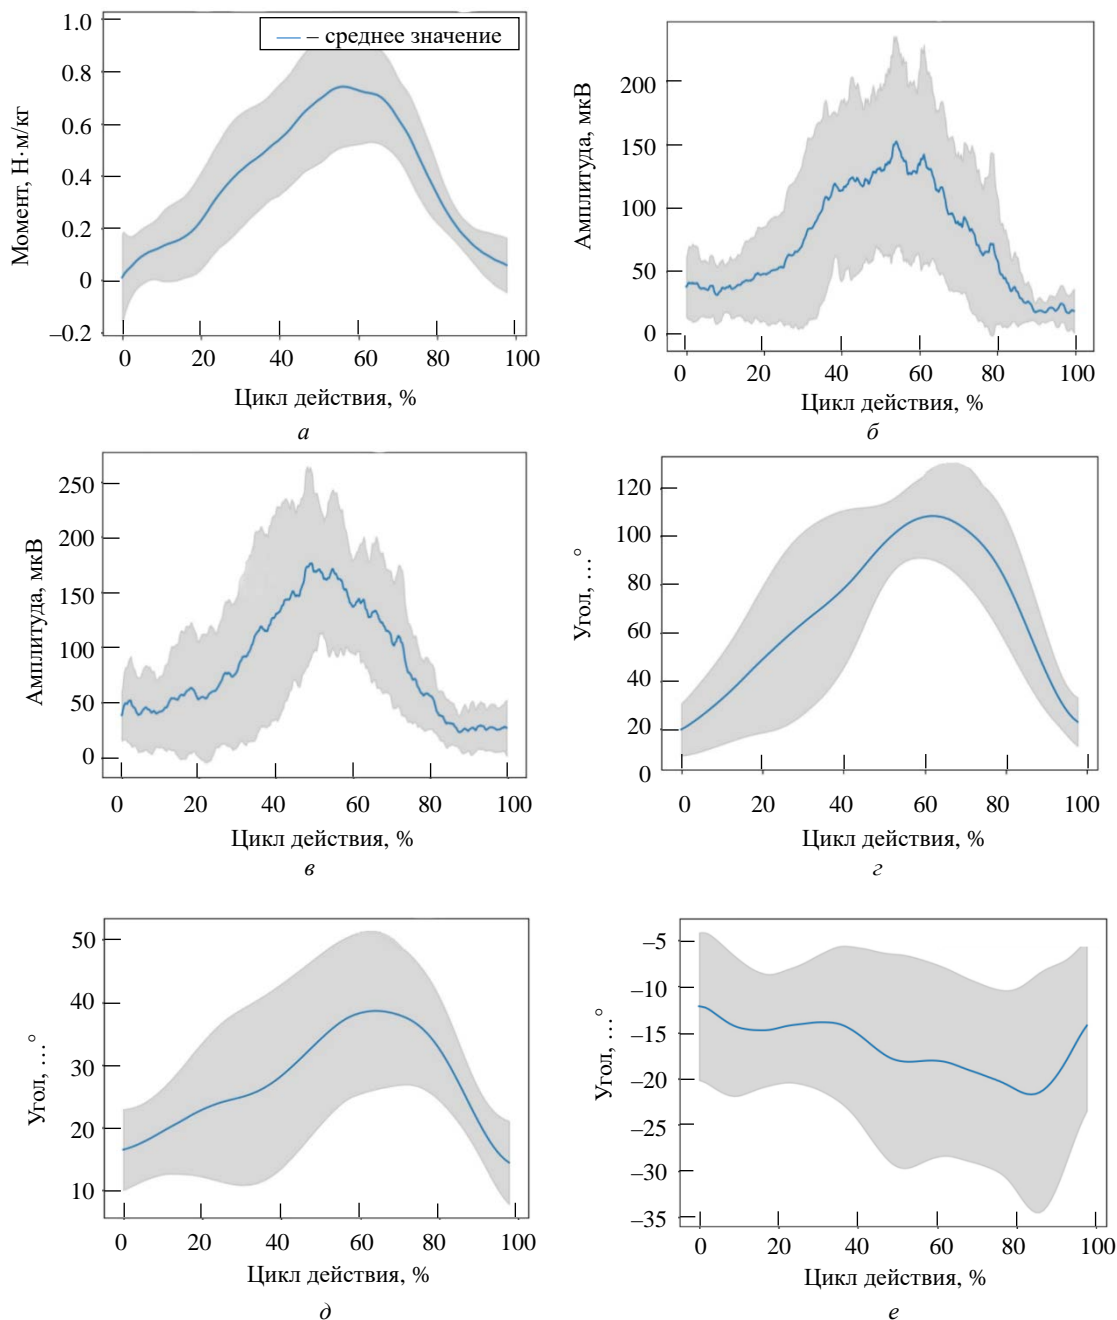 1.0
0.8
0.6
0.4
0.2
0
–0.2
Момент, Н·м/кг
– среднее значение
0 20 40 60 80 100
Цикл действия, %
а
200
150
100
50
0
Амплитуда, мкВ
0 20 40 60 80 100
Цикл действия, %
б
250
200
150
100
50
0
Амплитуда, мкВ
0 20 40 60 80 100
Цикл действия, %
в
120
100
80
60
40
20
0
Угол, ...°
0 20 40 60 80 100
Цикл действия, %
г
50
40
30
20
10
Угол, ...°
0 20 40 60 80 100
Цикл действия, %
д
–5
–10
–15
–20
–25
–30
–35
Угол, ...°
0 20 40 60 80 100
Цикл действия, %
е